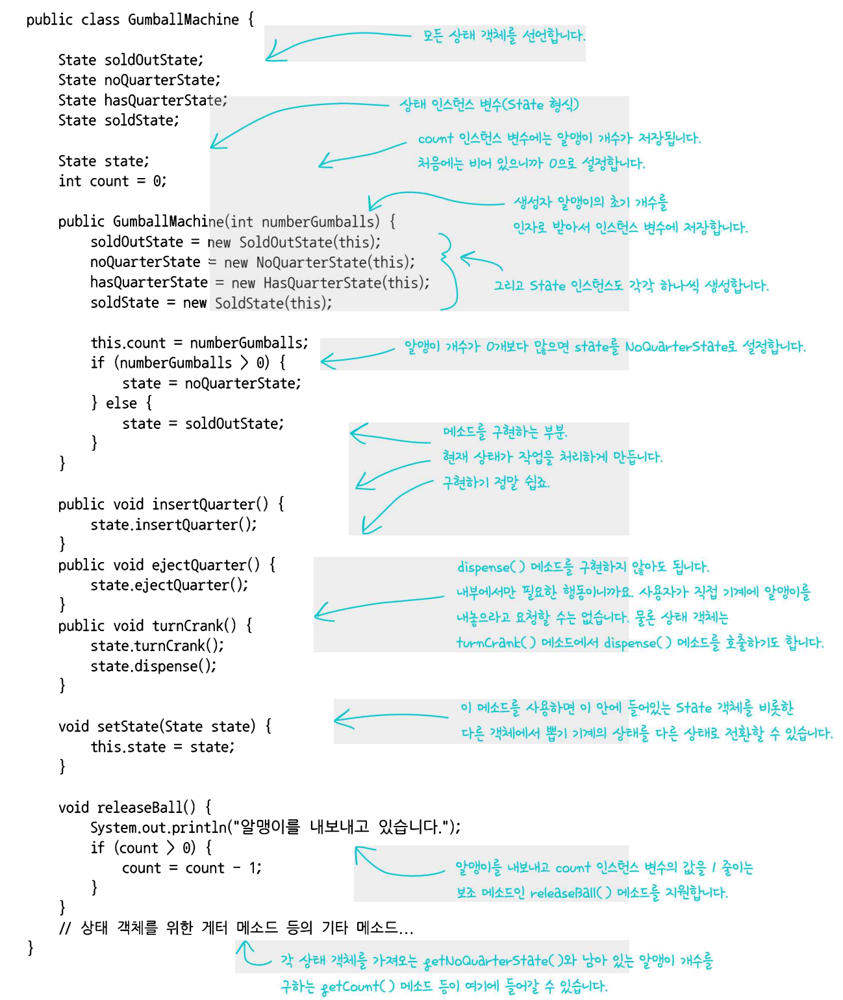 public class GumballMachine {
모든 상태 객체를 선언합니다.
State soldOutState;
State noQuarterState;
State hasQuarterState;
State soldState;
상태 인스턴스 변수(State 형식)
count 인스턴스 변수에는 알맹이 개수가 저장됩니다.
처음에는 비어 있으니까 0으로 설정합니다.
State state;
int count = 0;
생성자 알맹이의 초기 개수를
인자로 받아서 인스턴스 변수에 저장합니다.
public GumballMachine(int numberGumballs) {
soldOutState = new SoldOutState(this);
noQuarterState = new NoQuarterState(this);
hasQuarterState = new HasQuarterState(this);
soldState = new SoldState(this);
그리고 State 인스턴스도 각각 하나씩 생성합니다.
this.count = numberGumballs;
알맹이 개수가 0개보다 많으면 state를 NoQuarterState로 설정합니다.
if (numberGumballs > 0) {
state = noQuarterState;
} else {
state = soldOutState;
}
}
메소드를 구현하는 부분.
현재 상태가 작업을 처리하게 만듭니다.
구현하기 정말 쉽죠.
public void insertQuarter() {
state.insertQuarter();
}
public void ejectQuarter() {
state.ejectQuarter();
}
public void turnCrank() {
state.turnCrank();
state.dispense();
}
dispense() 메소드를 구현하지 않아도 됩니다.
내부에서만 필요한 행동이니까요. 사용자가 직접 기계에 알맹이를
내놓으라고 요청할 수는 없습니다. 물론 상태 객체는
turnCrank() 메소드에서 dispense() 메소드를 호출하기도 합니다.
void setState(State state) {
this.state = state;
}
이 메소드를 사용하면 이 안에 들어있는 State 객체를 비롯한
다른 객체에서 뽑기 기계의 상태를 다른 상태로 전환할 수 있습니다.
void releaseBall() {
System.out.println("알맹이를 내보내고 있습니다.");
if (count > 0) {
count = count - 1;
}
}
알맹이를 내보내고 count 인스턴스 변수의 값을 1 줄이는
보조 메소드인 releaseBall() 메소드를 지원합니다.
// 상태 객체를 위한 게터 메소드 등의 기타 메소드...
}
각 상태 객체를 가져오는 getNoQuarterState()와 남아 있는 알맹이 개수를
구하는 getCount() 메소드 등이 여기에 들어갈 수 있습니다.